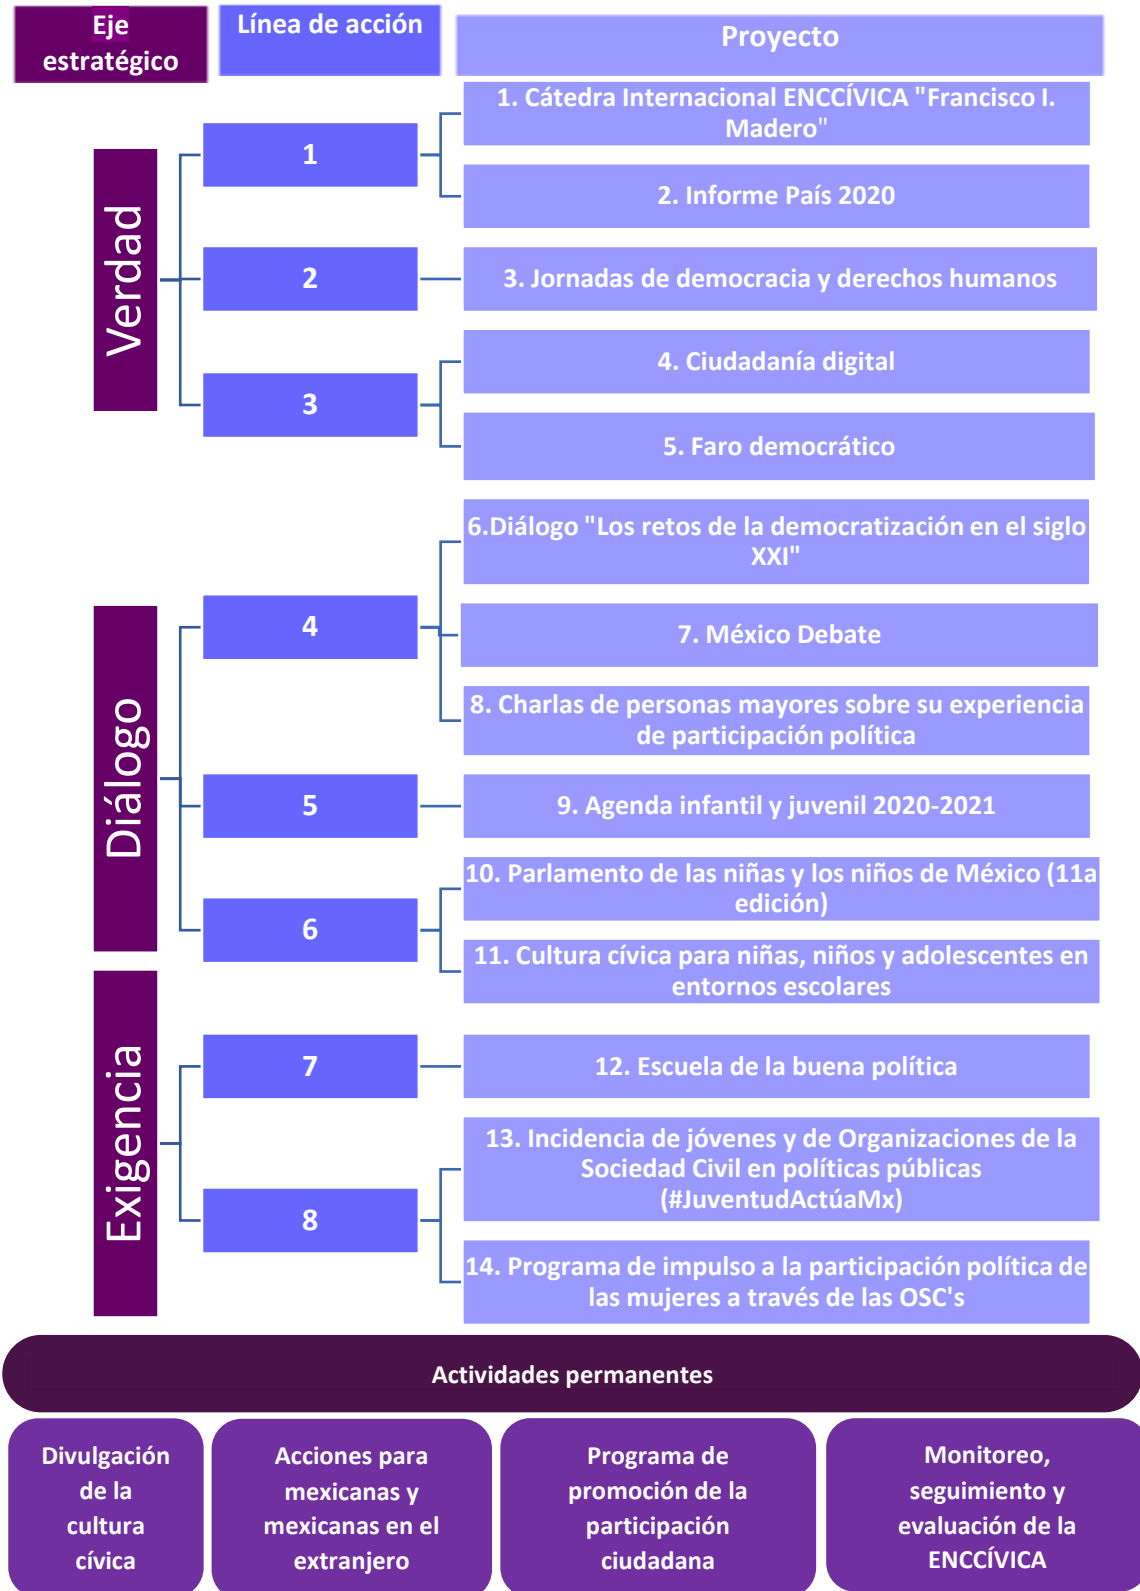 Eje
estratégico
Línea de acción
Proyecto
Verdad
1
1. Cátedra Internacional ENCCÍVICA "Francisco I.
Madero"
2. Informe País 2020
2
3. Jornadas de democracia y derechos humanos
3
4. Ciudadanía digital
5. Faro democrático
Diálogo
4
6.Diálogo "Los retos de la democratización en el siglo
XXI"
7. México Debate
8. Charlas de personas mayores sobre su experiencia
de participación política
5
9. Agenda infantil y juvenil 2020-2021
6
10. Parlamento de las niñas y los niños de México (11a
edición)
11. Cultura cívica para niñas, niños y adolescentes en
entornos escolares
Exigencia
7
12. Escuela de la buena política
8
13. Incidencia de jóvenes y de Organizaciones de la
Sociedad Civil en políticas públicas
(#JuventudActúaMx)
14. Programa de impulso a la participación política de
las mujeres a través de las OSC's
Actividades permanentes
Divulgación
de la
cultura
cívica
Acciones para
mexicanas y
mexicanas en el
extranjero
Programa de
promoción de la
participación
ciudadana
Monitoreo,
seguimiento y
evaluación de la
ENCCÍVICA